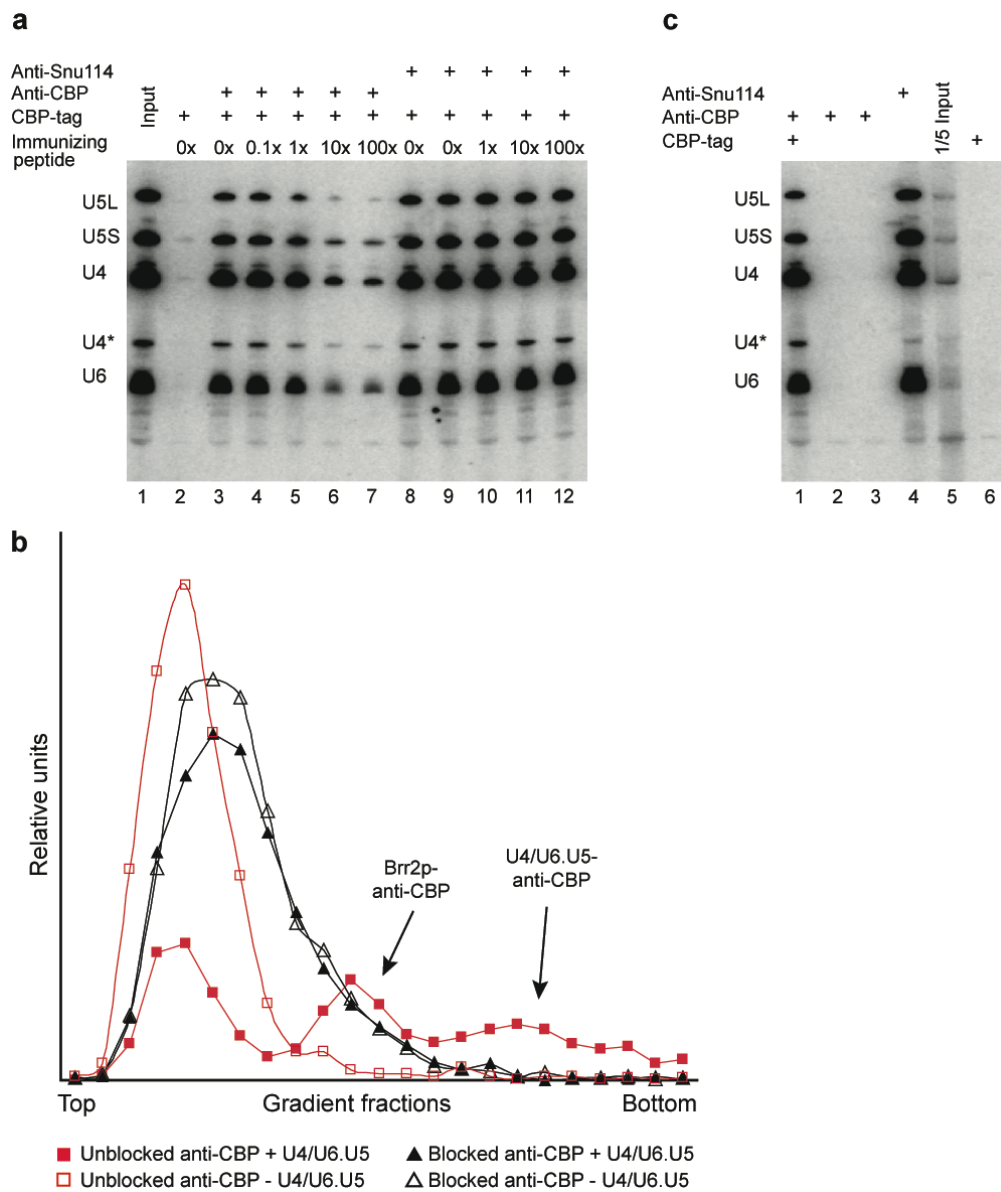 a
Anti-Snu114 + + + + +
Anti-CBP + + + + +
CBP-tag + + + + + + + + + + +
Input
Immunizing peptide 0x 0x 0.1x 1x 10x 100x 0x 0x 1x 10x 100x
U5L
U5S
U4
U4*
U6
1 2 3 4 5 6 7 8 9 10 11 12
c
Anti-Snu114 +
Anti-CBP + + +
CBP-tag + +
1/5 Input
U5L
U5S
U4
U4*
U6
1 2 3 4 5 6
b
Relative units
Brr2p-
anti-CBP
U4/U6.U5-
anti-CBP
Top Gradient fractions Bottom
Unblocked anti-CBP + U4/U6.U5
Blocked anti-CBP + U4/U6.U5
Unblocked anti-CBP - U4/U6.U5
Blocked anti-CBP - U4/U6.U5